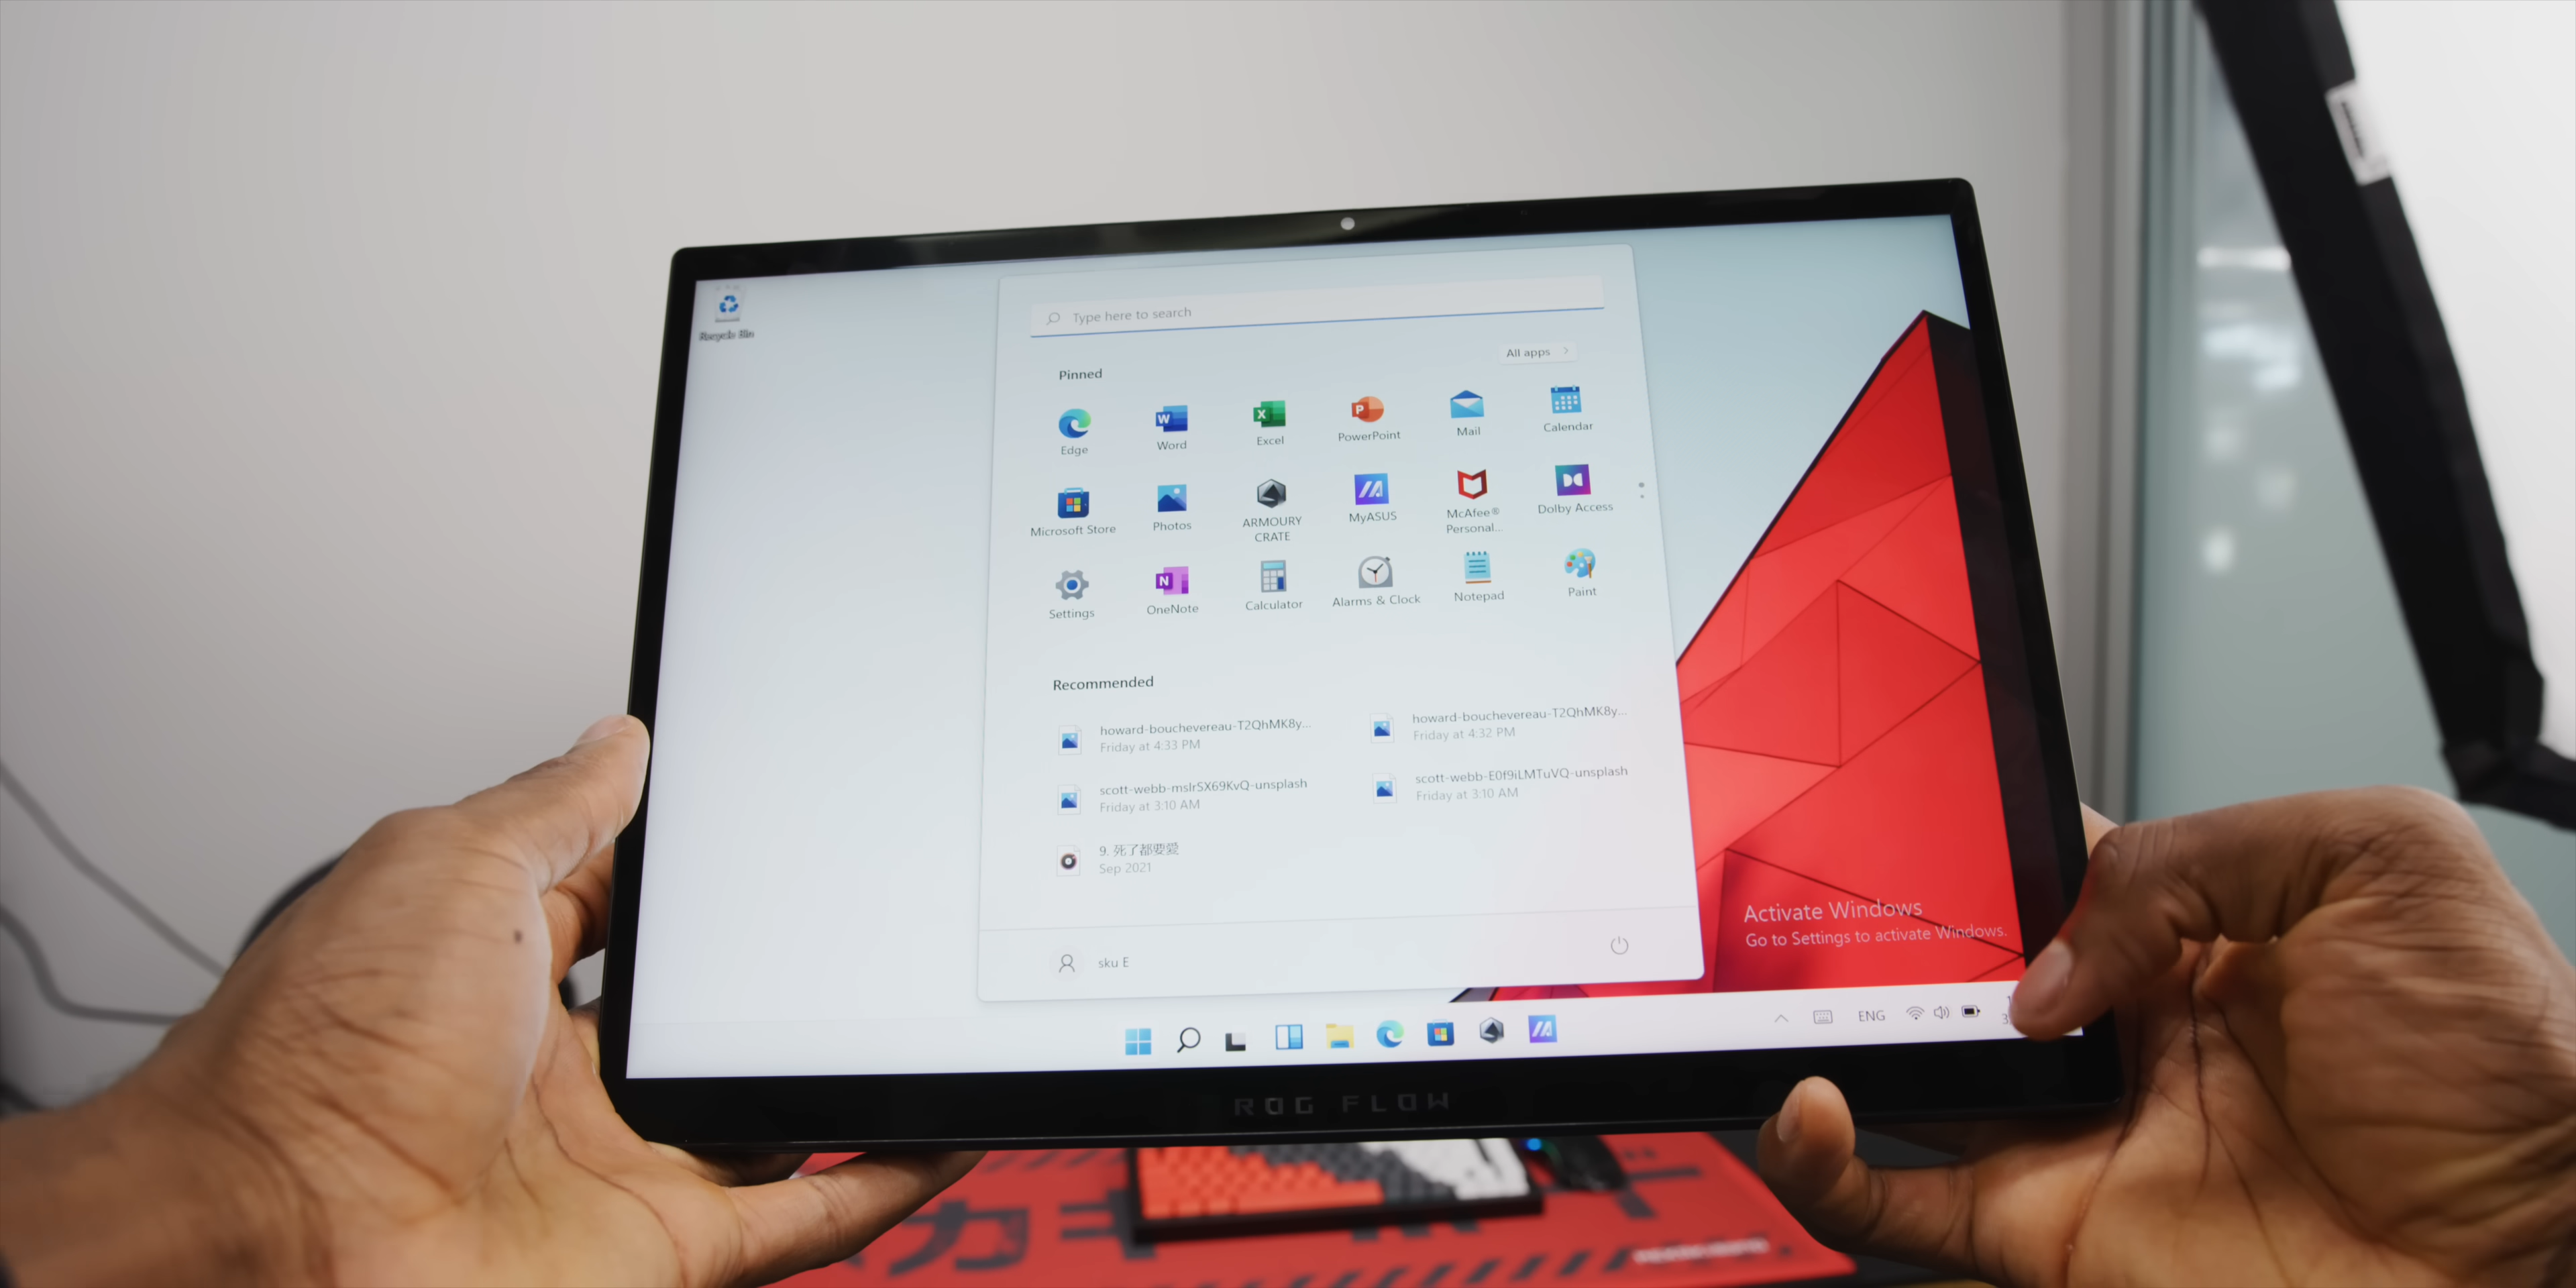 Recycle Bin
Type here to search
Pinned
All apps
Edge
Word
Excel
PowerPoint
Mail
Calendar
Microsoft Store
Photos
ARMOURY
CRATE
MyASUS
McAfee®
Personal...
Dolby Access
Settings
OneNote
Calculator
Alarms & Clock
Notepad
Paint
Recommended
howard-bouchevereau-T2QhMK8y...
Friday at 4:33 PM
howard-bouchevereau-T2QhMK8y...
Friday at 4:32 PM
scott-webb-mslrSX69KvQ-unsplash
Friday at 3:10 AM
scott-webb-E0f9iLMTuVQ-unsplash
Friday at 3:10 AM
9. 死了都要愛
Sep 2021
sku E
Activate Windows
Go to Settings to activate Windows.
ENG
ROG FLOW